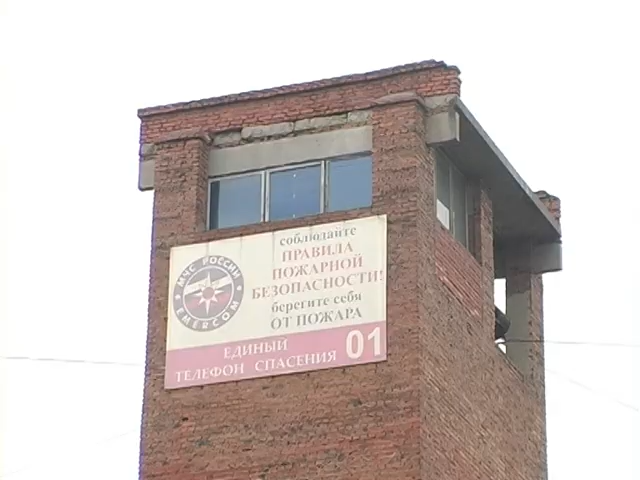 МЧС РОССИИ
EMERCOM
соблюдайте
ПРАВИЛА
ПОЖАРНОЙ
БЕЗОПАСНОСТИ!
берегите себя
ОТ ПОЖАРА
ЕДИНЫЙ
ТЕЛЕФОН СПАСЕНИЯ 01